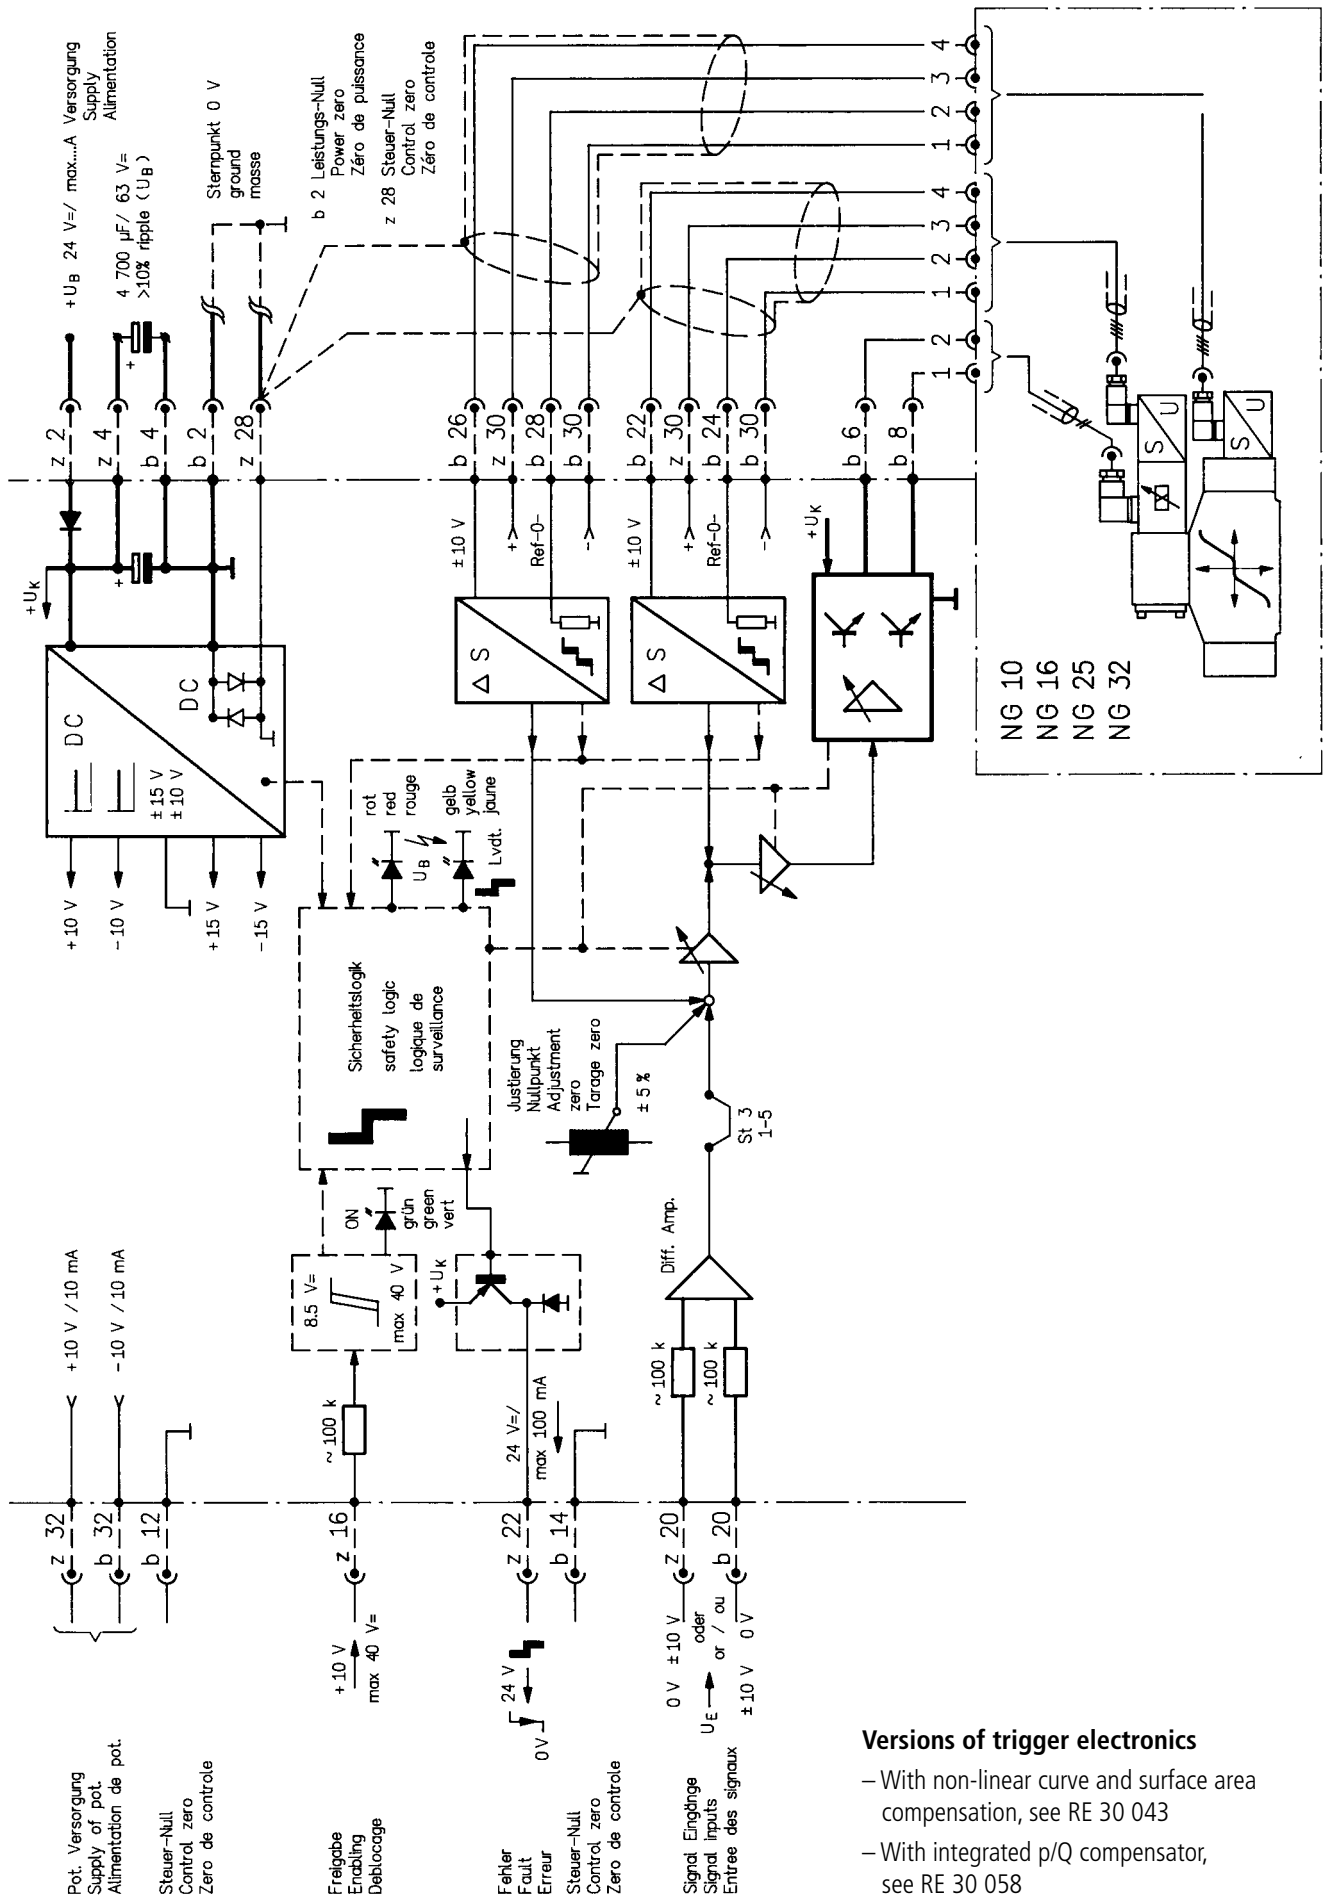 +UB 24 V=/ max...A Versorgung
Supply
Alimentation
4 700 µF/ 63 V=
>10% ripple (UB)
Sternpunkt 0 V
ground
masse
b 2 Leistungs-Null
Power zero
Zéro de puissance
z 28 Steuer-Null
Control zero
Zéro de controle
z 2
z 4
b 4
b 2
z 28
b 26
z 30
b 28
b 30
b 22
z 30
b 24
b 30
b 6
b 8
4
3
2
1
4
3
2
1
2
1
+
+
+UK
DC
DC
±15 V
±10 V
+10 V
-10 V
+15 V
-15 V
±10 V
+
Ref-0-
-
±10 V
+
Ref-0-
-
+UK
Δ S
Δ S
S
U
S
U
NG 10
NG 16
NG 25
NG 32
rot
red
rouge
UB
gelb
yellow
jaune
Lvdt.
Sicherheitslogik
safety logic
logique de
surveillance
Justierung
Nullpunkt
Adjustment
zero
Tarage zero
± 5 %
St 3
1-5
ON
grün
green
vert
8.5 V=
max 40 V
+UK
Diff. Amp.
+10 V / 10 mA
-10 V / 10 mA
~ 100 k
24 V=/
max 100 mA
~ 100 k
~ 100 k
z 32
b 32
b 12
z 16
z 22
b 14
z 20
b 20
+10 V
max 40 V=
24 V
0V
0 V ±10 V
oder
UE
or / ou
±10 V 0 V
Pot. Versorgung
Supply of pot.
Alimentation de pot.
Steuer-Null
Control zero
Zero de controle
Freigabe
Enabling
Deblocage
Fehler
Fault
Erreur
Steuer-Null
Control zero
Zero de controle
Signal Eingänge
Signal inputs
Entree des signaux
Versions of trigger electronics
– With non-linear curve and surface area
compensation, see RE 30 043
– With integrated p/Q compensator,
see RE 30 058